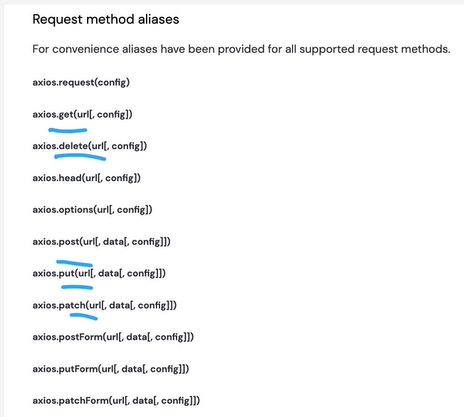 Request method aliases
For convenience aliases have been provided for all supported request methods.
axios.request(config)
axios.get(url[, config])
axios.delete(url[, config])
axios.head(url[, config])
axios.options(url[, config])
axios.post(url[, data[, config]])
axios.put(url[, data[, config]])
axios.patch(url[, data[, config]])
axios.postForm(url[, data[, config]])
axios.putForm(url[, data[, config]])
axios.patchForm(url[, data[, config]])